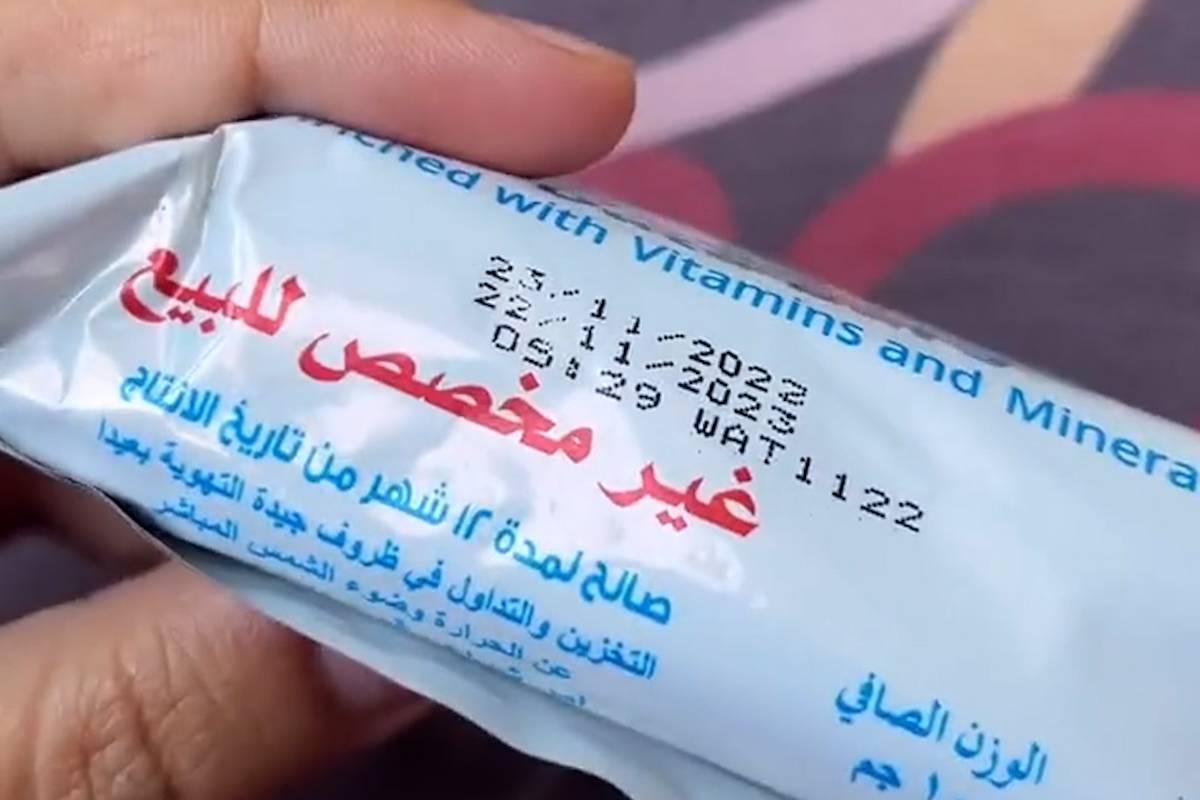 with Vitamins and
23/11/2022
22/11/2023
09:29 WAT1122
غير مخصص للبيع
صالح لمدة ١٢ شهر من تاريخ الانتاج
التخزين والتداول في ظروف جيدة التهوية بعيدا
عن الحرارة وضوء الشمس المباشر
الوزن الصافي
جم